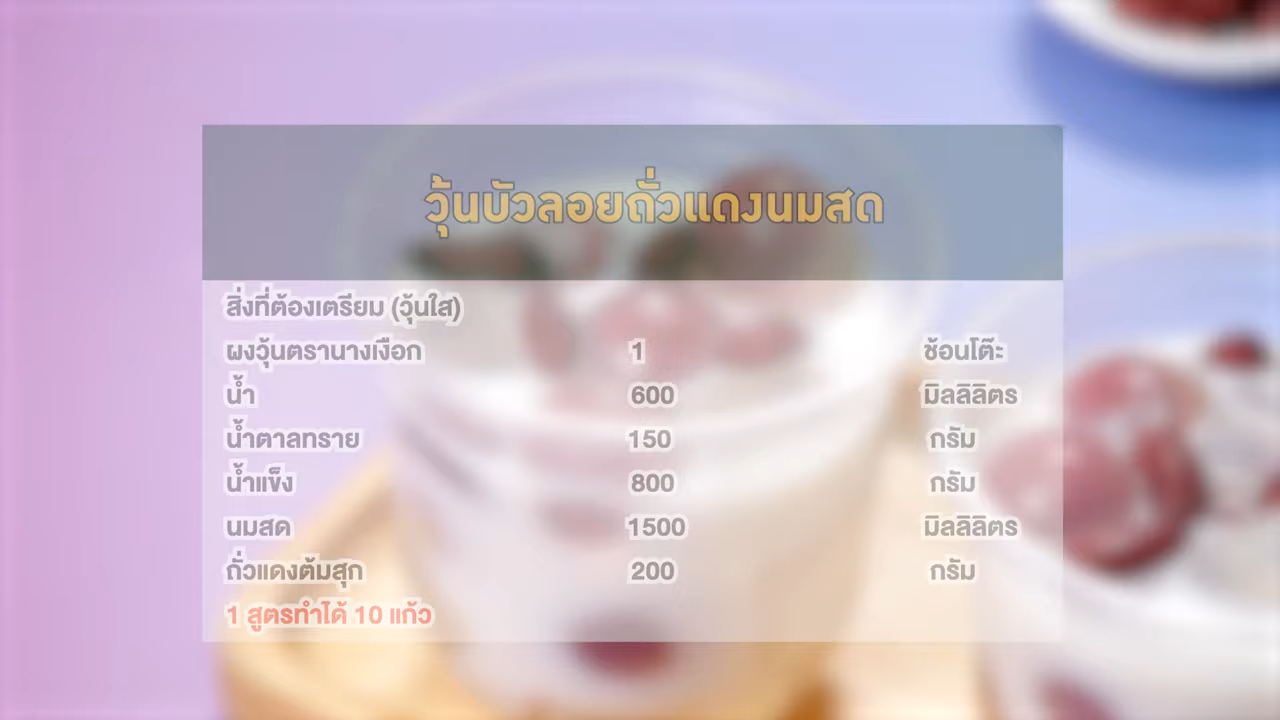 วุ้นบัวลอยถั่วแดงนมสด
สิ่งที่ต้องเตรียม (วุ้นใส)
ผงวุ้นตรานางเงือก 1 ช้อนโต๊ะ
น้ำ 600 มิลลิลิตร
น้ำตาลทราย 150 กรัม
น้ำแข็ง 800 กรัม
นมสด 1500 มิลลิลิตร
ถั่วแดงต้มสุก 200 กรัม
1 สูตรทำได้ 10 แก้ว